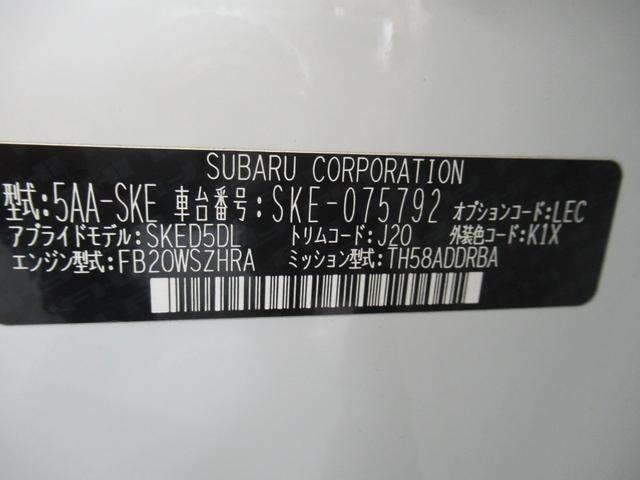 SUBARU CORPORATION
型式:5AA-SKE 車台番号:SKE-075792 オプションコード:LEC
アプライドモデル:SKED5DL トリムコード:J20 外装色コード:K1X
エンジン型式:FB20WSZHRA ミッション型式:TH58ADDRBA